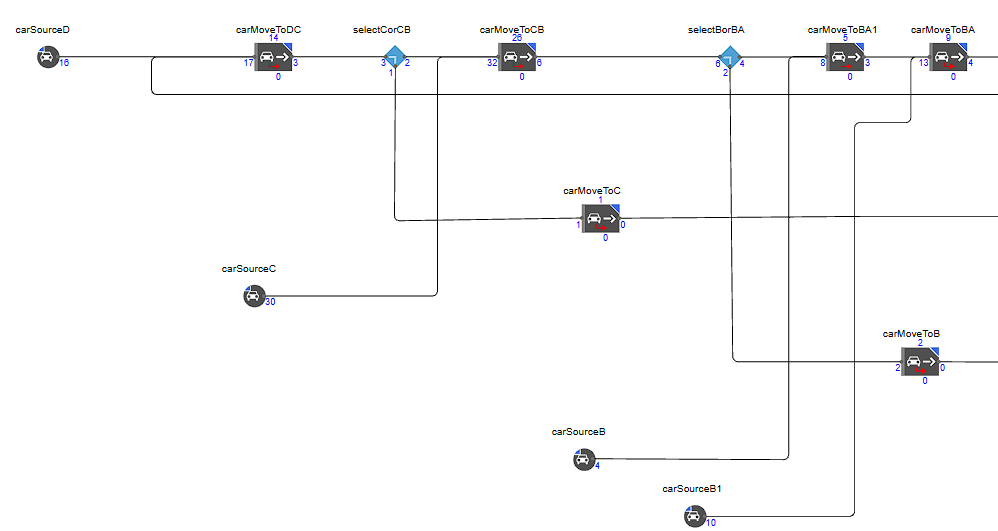 carSourceD
16
carMoveToDC
14
17
3
0
selectCorCB
3
2
1
carMoveToCB
26
32
6
0
selectBorBA
6
4
2
carMoveToBA1
5
8
3
0
carMoveToBA
9
13
4
0
carMoveToC
1
1
0
0
carSourceC
30
carMoveToB
2
2
0
0
carSourceB
4
carSourceB1
10